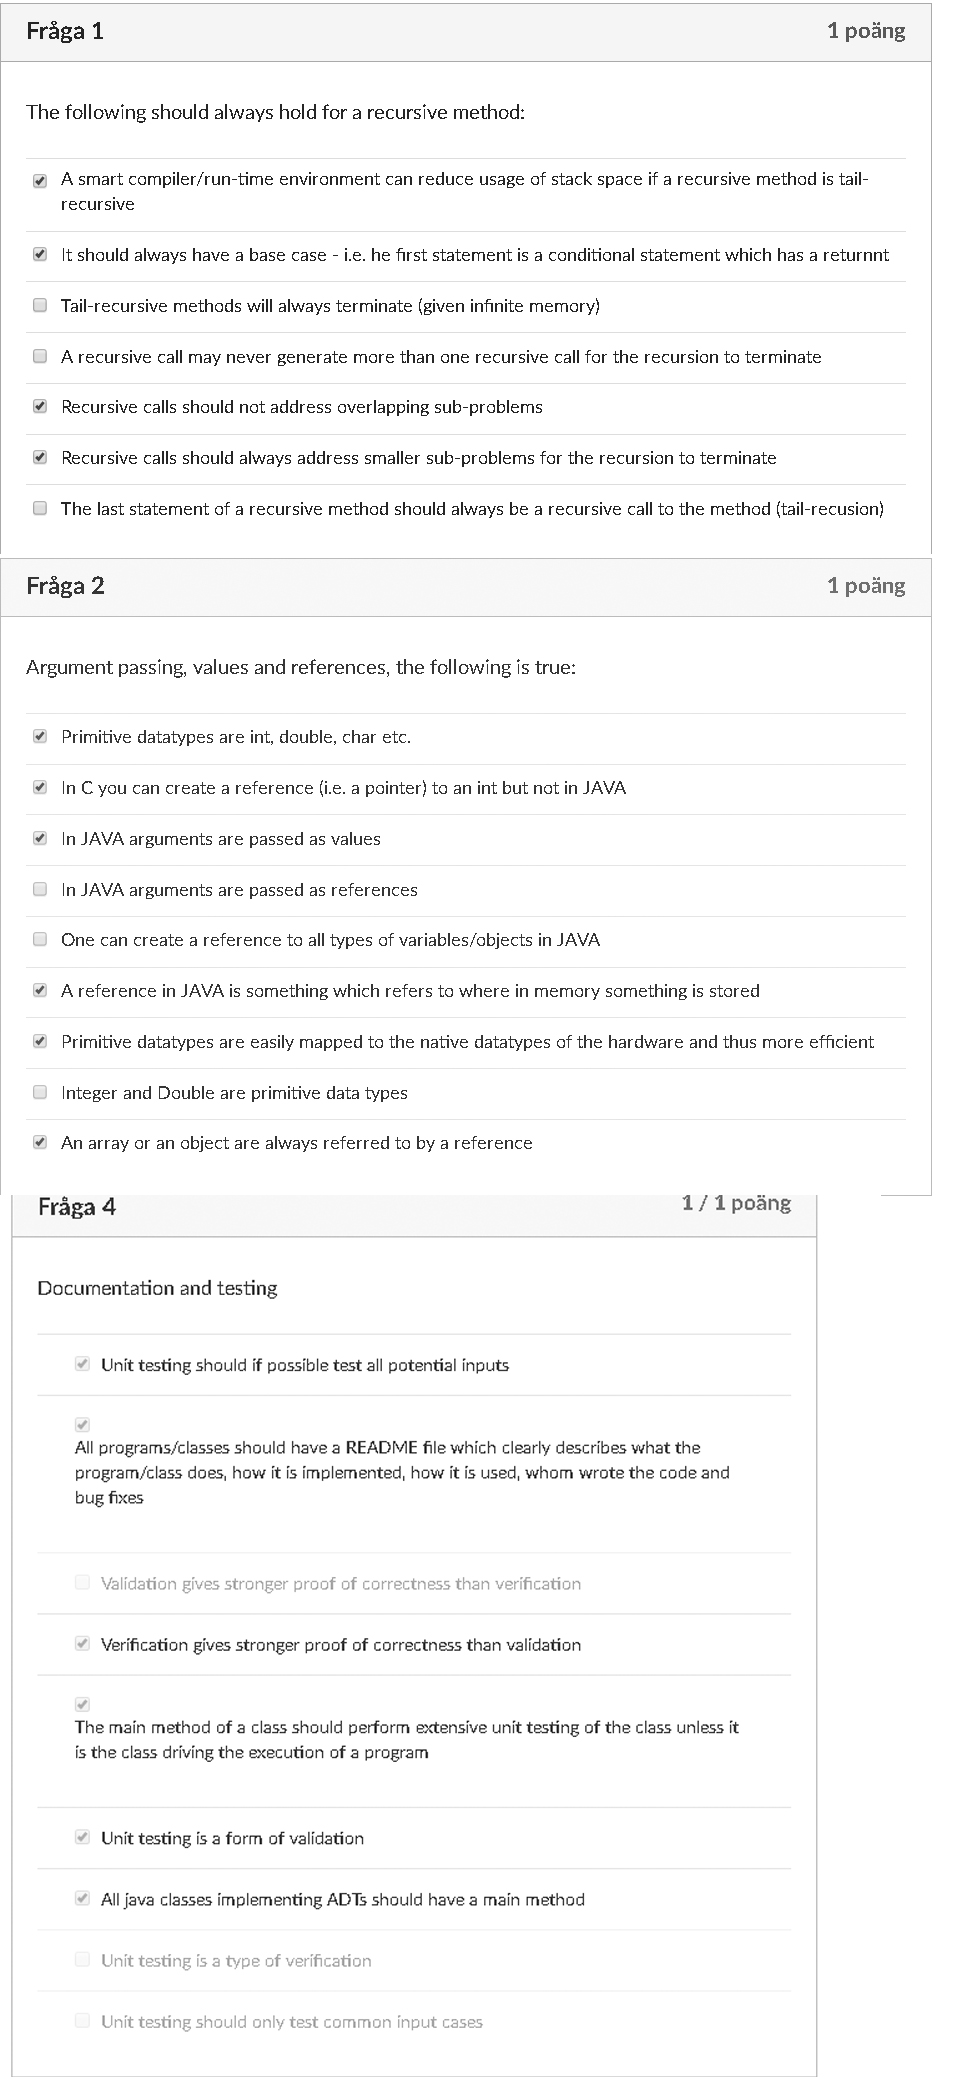 Fråga 1
1 poäng
The following should always hold for a recursive method:
A smart compiler/run-time environment can reduce usage of stack space if a recursive method is tail-
recursive
It should always have a base case - i.e. he first statement is a conditional statement which has a returnnt
Tail-recursive methods will always terminate (given infinite memory)
A recursive call may never generate more than one recursive call for the recursion to terminate
Recursive calls should not address overlapping sub-problems
Recursive calls should always address smaller sub-problems for the recursion to terminate
The last statement of a recursive method should always be a recursive call to the method (tail-recusion)
Fråga 2
1 poäng
Argument passing, values and references, the following is true:
Primitive datatypes are int, double, char etc.
In C you can create a reference (i.e. a pointer) to an int but not in JAVA
In JAVA arguments are passed as values
In JAVA arguments are passed as references
One can create a reference to all types of variables/objects in JAVA
A reference in JAVA is something which refers to where in memory something is stored
Primitive datatypes are easily mapped to the native datatypes of the hardware and thus more efficient
Integer and Double are primitive data types
An array or an object are always referred to by a reference
Fråga 4
1 / 1 poäng
Documentation and testing
Unit testing should if possible test all potential inputs
All programs/classes should have a README file which clearly describes what the
program/class does, how it is implemented, how it is used, whom wrote the code and
bug fixes
Validation gives stronger proof of correctness than verification
Verification gives stronger proof of correctness than validation
The main method of a class should perform extensive unit testing of the class unless it
is the class driving the execution of a program
Unit testing is a form of validation
All java classes implementing ADTs should have a main method
Unit testing is a type of verification
Unit testing should only test common input cases